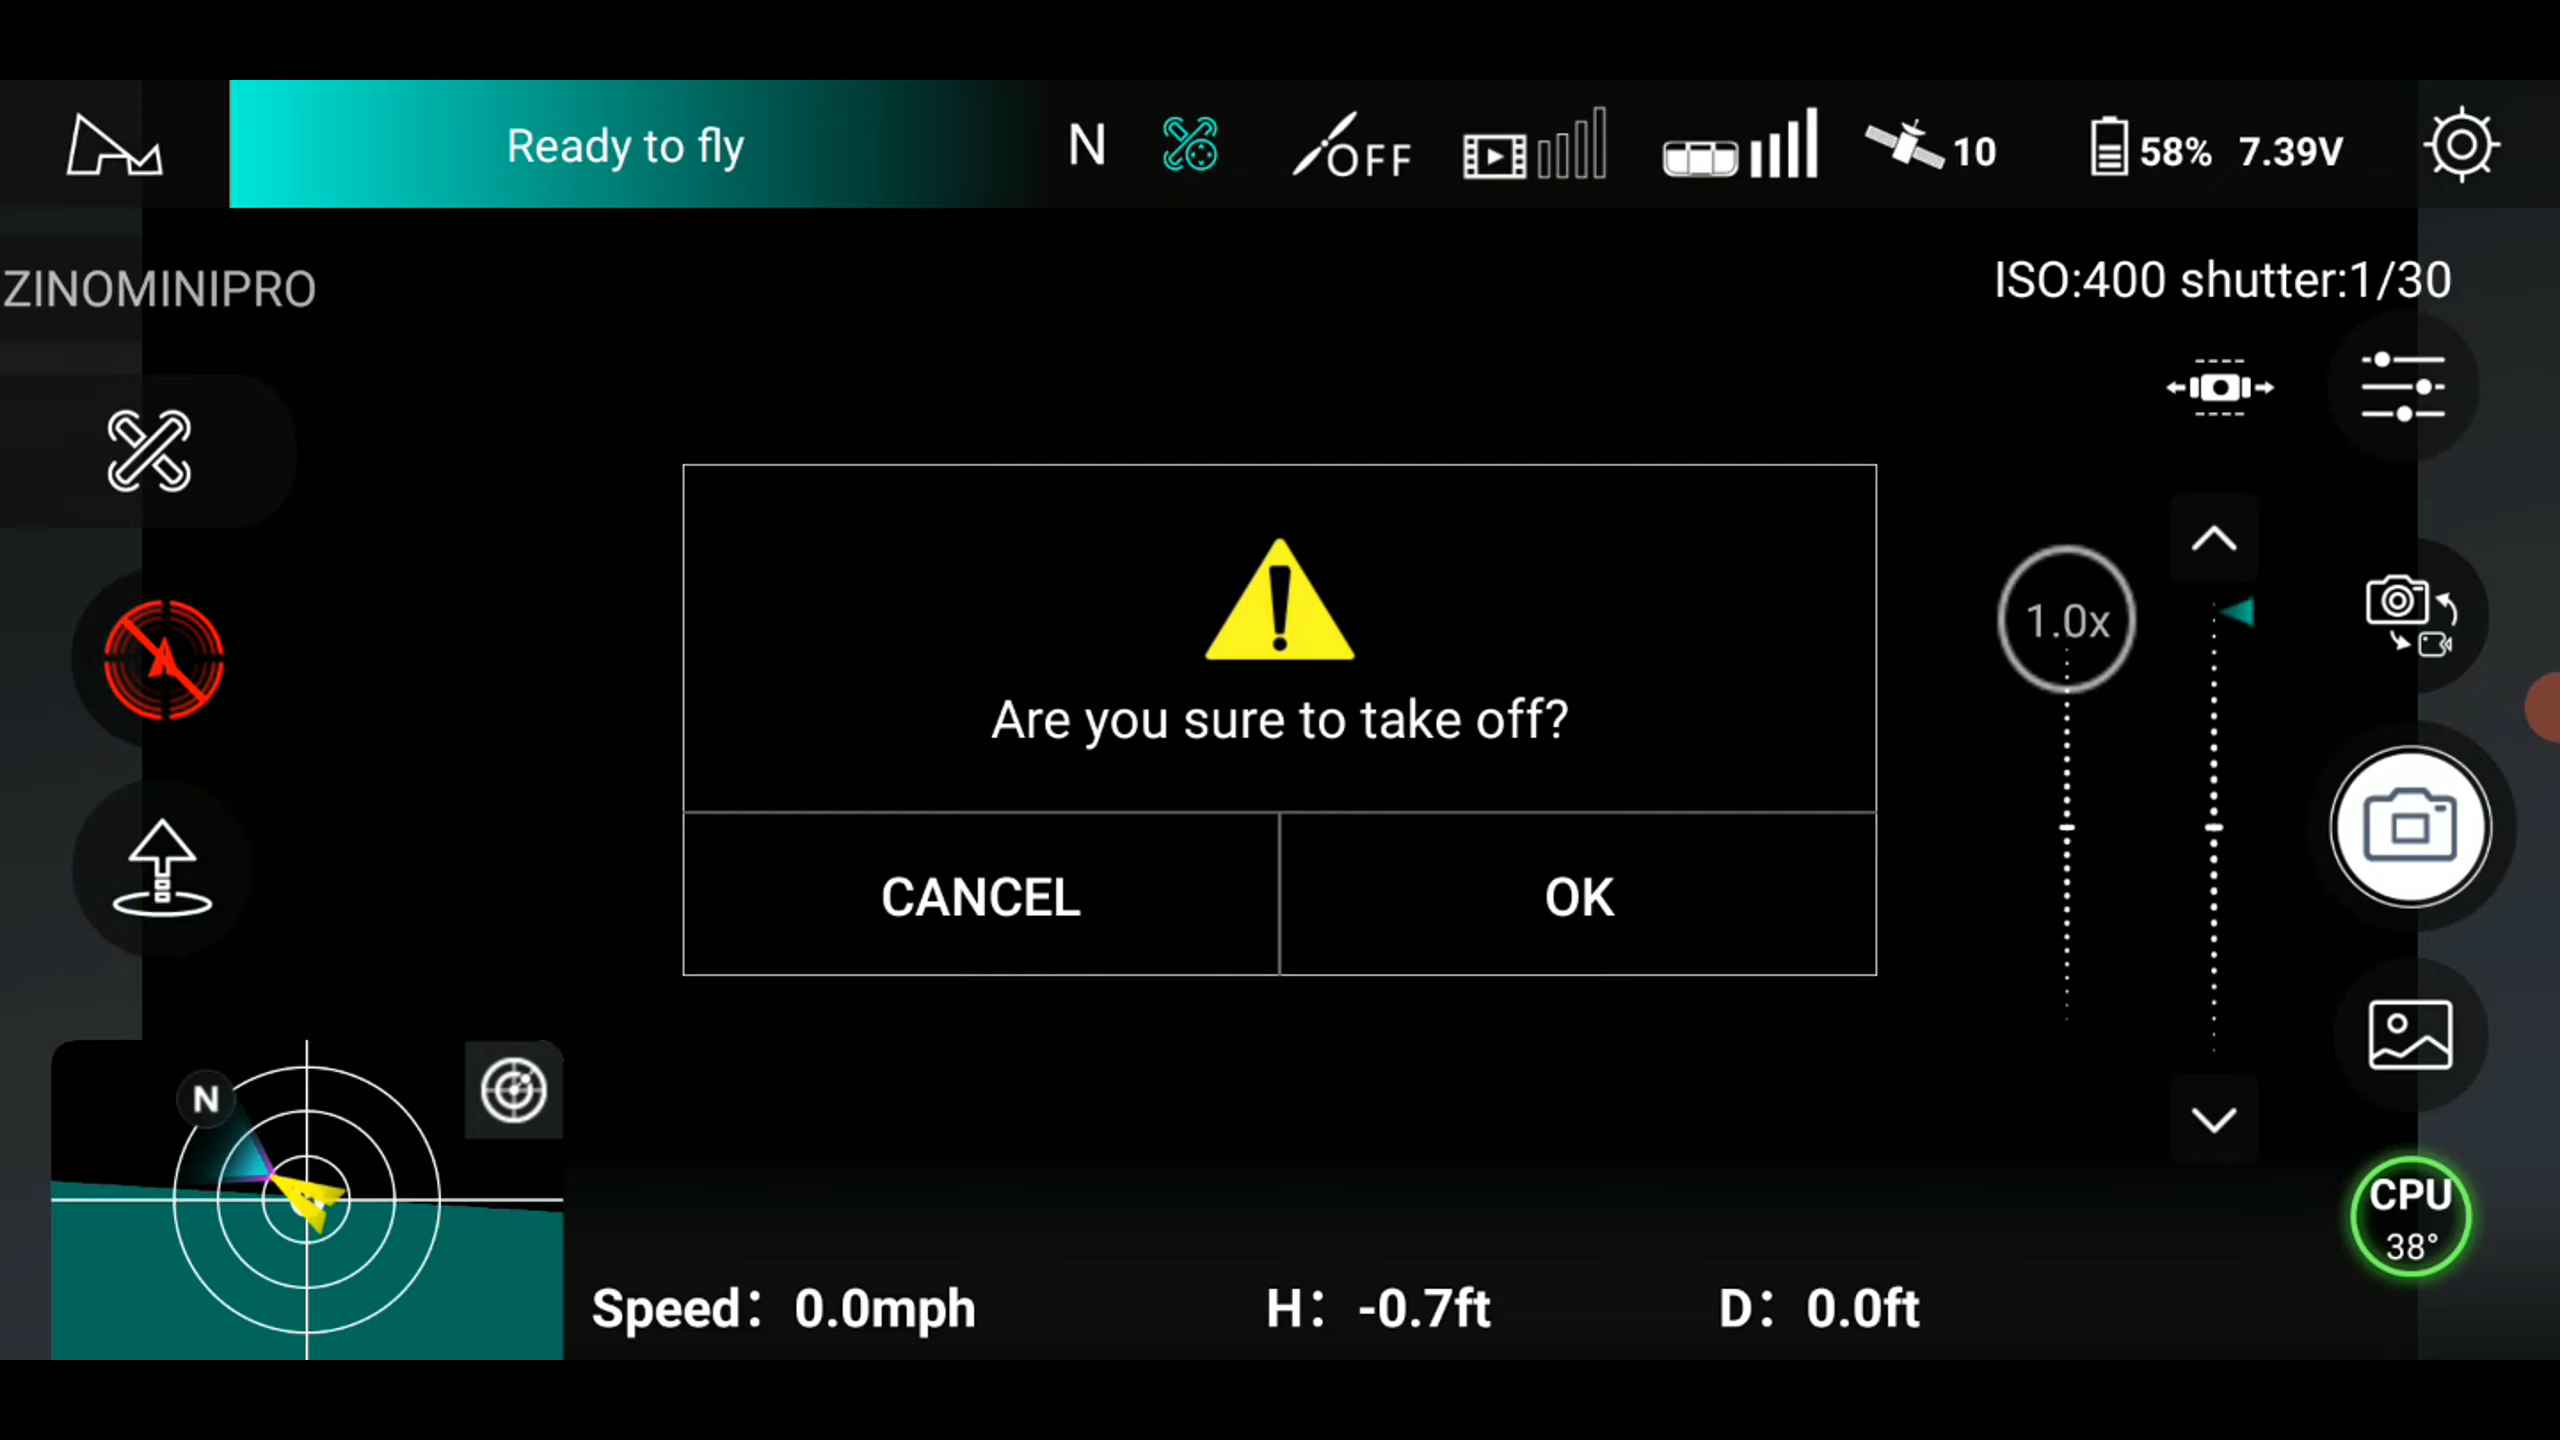 Ready to fly
N
OFF
10
58% 7.39V
ZINOMINIPRO
ISO:400 shutter:1/30
1.0x
Are you sure to take off?
CANCEL
OK
N
CPU
38°
Speed: 0.0mph
H: -0.7ft
D: 0.0ft